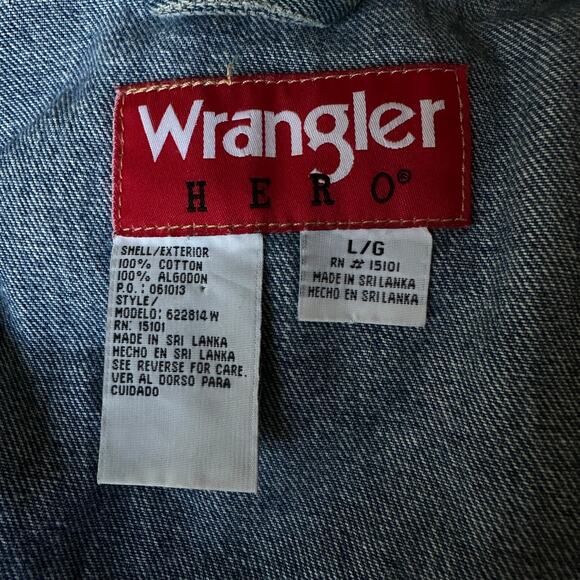 Wrangler
HERO®
SHELL/EXTERIOR
100% COTTON
100% ALGODON
P.O.: 061013
STYLE/
MODELO: 622814W
RN: 15101
MADE IN SRI LANKA
HECHO EN SRI LANKA
SEE REVERSE FOR CARE.
VER AL DORSO PARA
CUIDADO
L/G
RN # 15101
MADE IN SRI LANKA
HECHO EN SRI LANKA